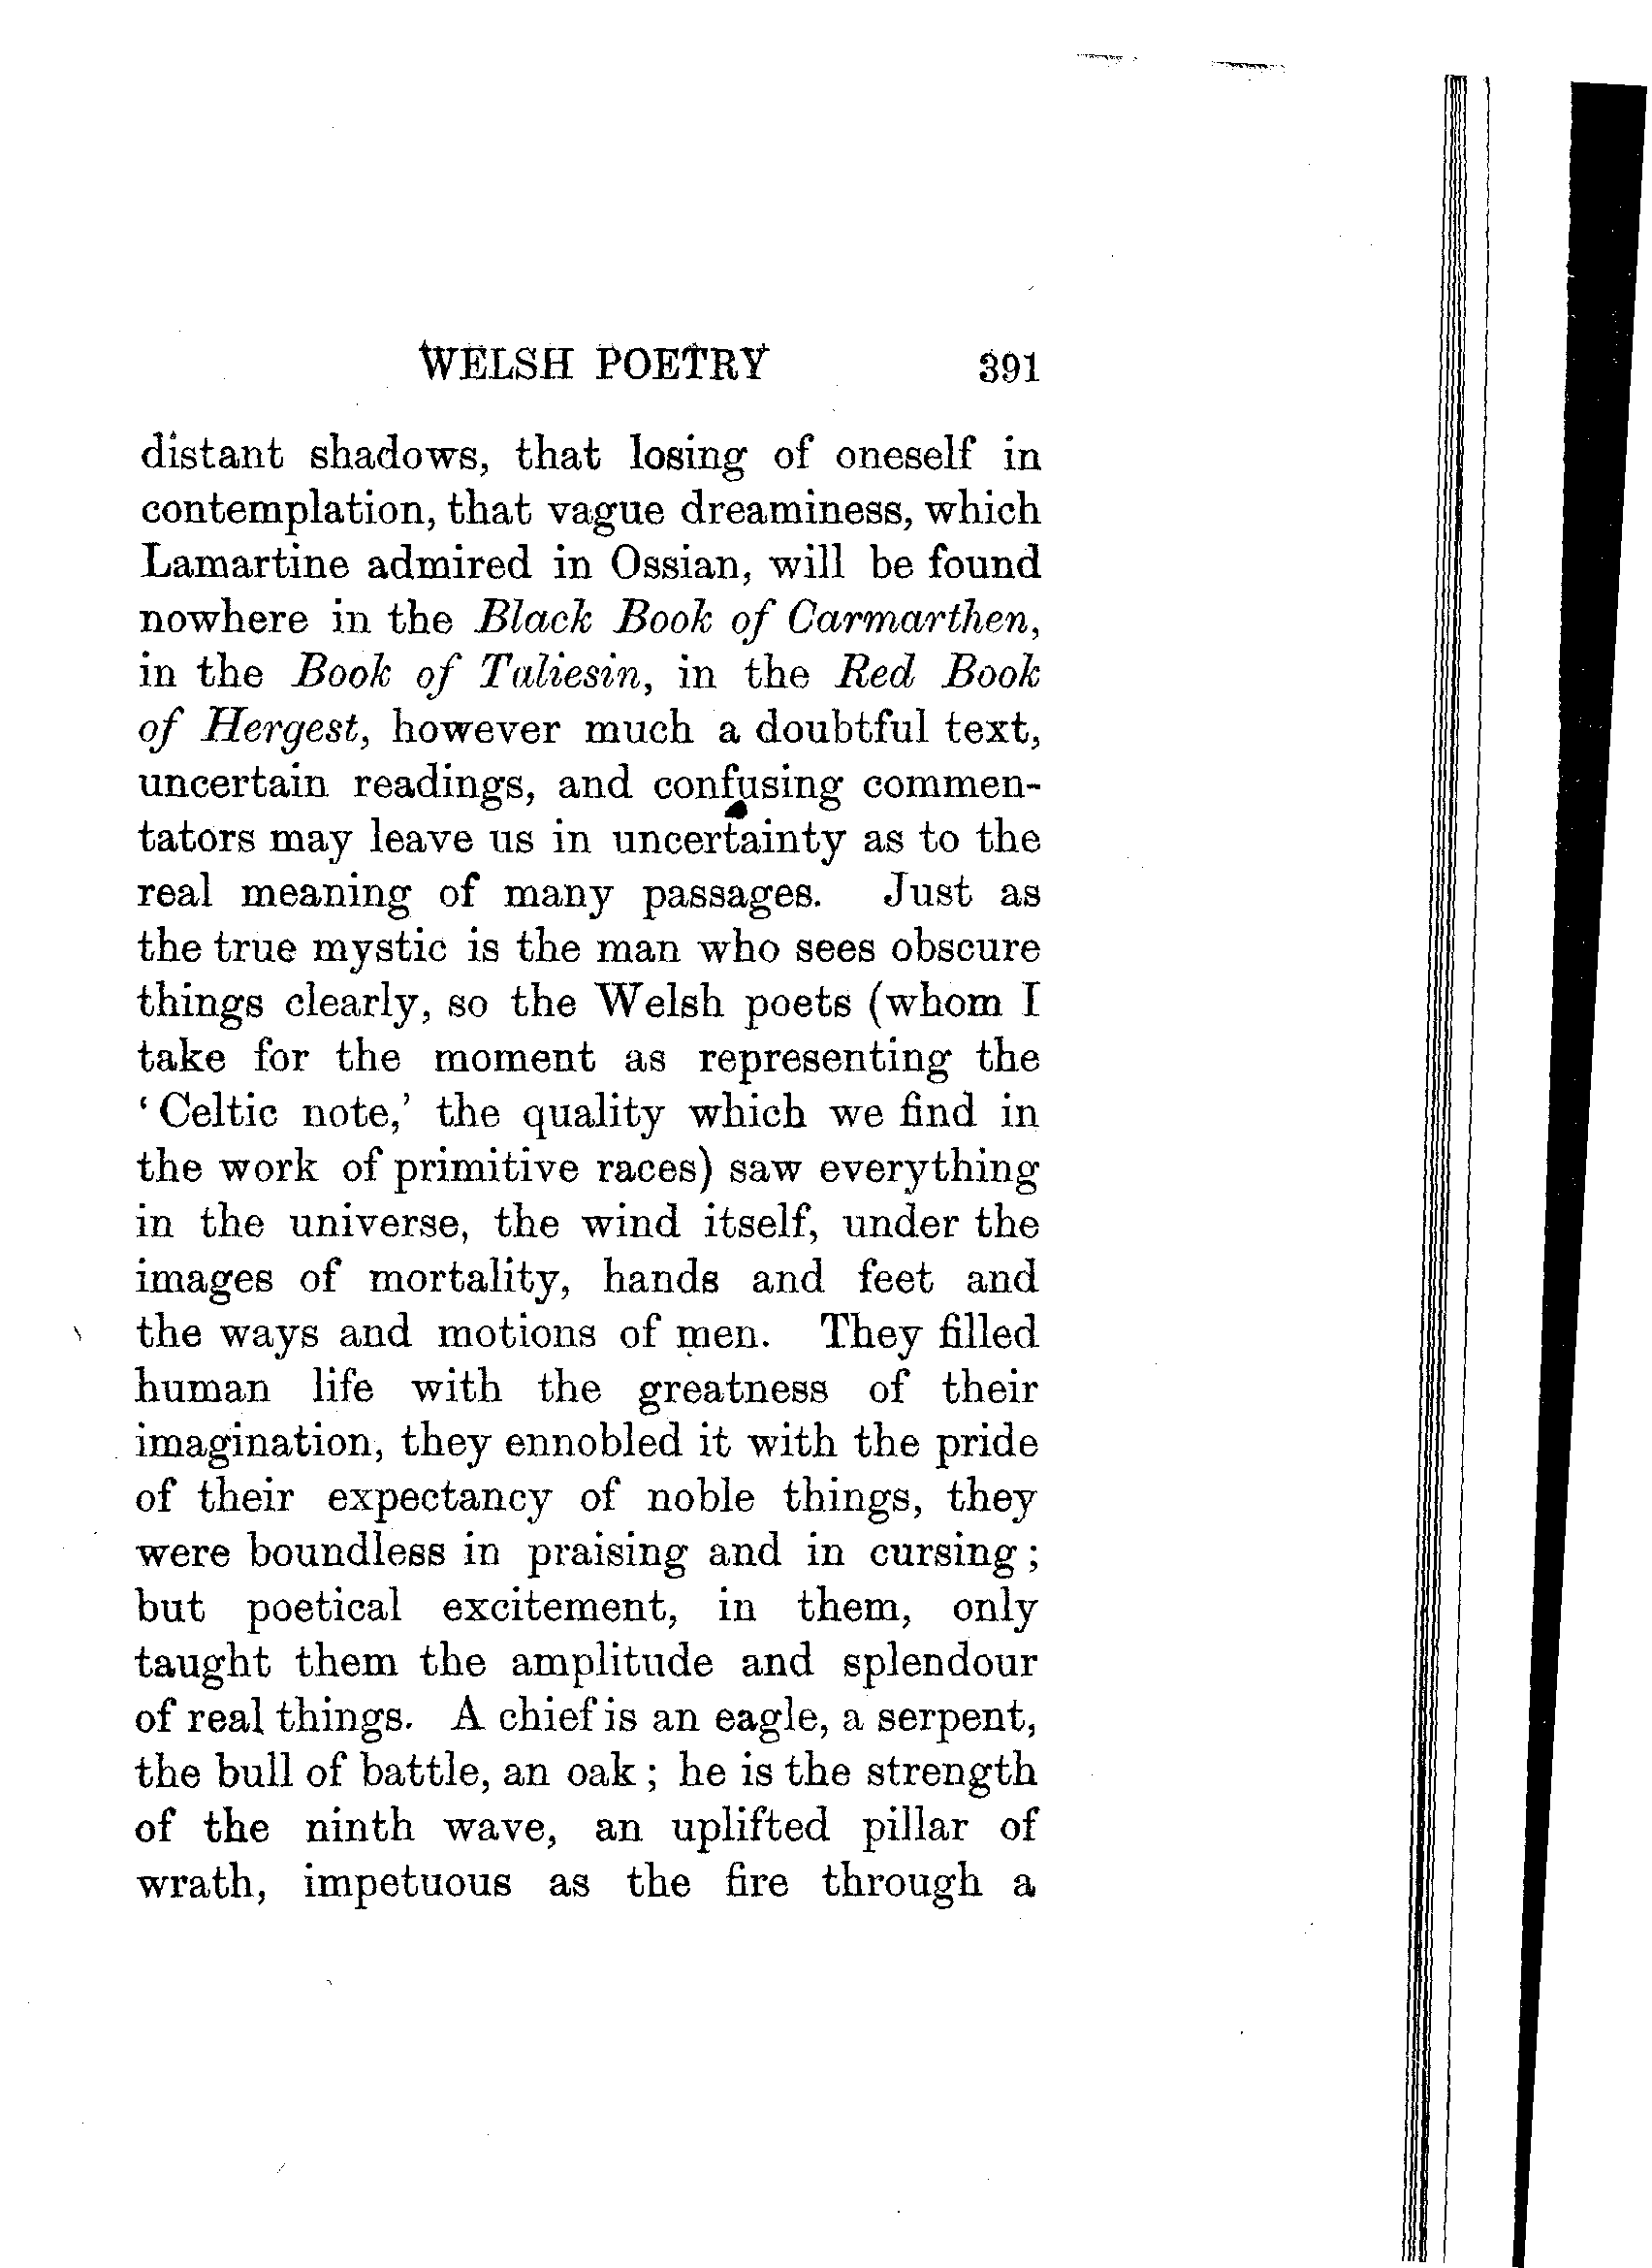 WELSH POETRY 391
distant shadows, that losing of oneself in
contemplation, that vague dreaminess, which
Lamartine admired in Ossian, will be found
nowhere in the Black Book of Carmarthen,
in the Book of Taliesin, in the Red Book
of Hergest, however much a doubtful text,
uncertain readings, and confusing commen-
tators may leave us in uncertainty as to the
real meaning of many passages. Just as
the true mystic is the man who sees obscure
things clearly, so the Welsh poets (whom I
take for the moment as representing the
‘Celtic note,’ the quality which we find in
the work of primitive races) saw everything
in the universe, the wind itself, under the
images of mortality, hands and feet and
the ways and motions of men. They filled
human life with the greatness of their
imagination, they ennobled it with the pride
of their expectancy of noble things, they
were boundless in praising and in cursing;
but poetical excitement, in them, only
taught them the amplitude and splendour
of real things. A chief is an eagle, a serpent,
the bull of battle, an oak; he is the strength
of the ninth wave, an uplifted pillar of
wrath, impetuous as the fire through a